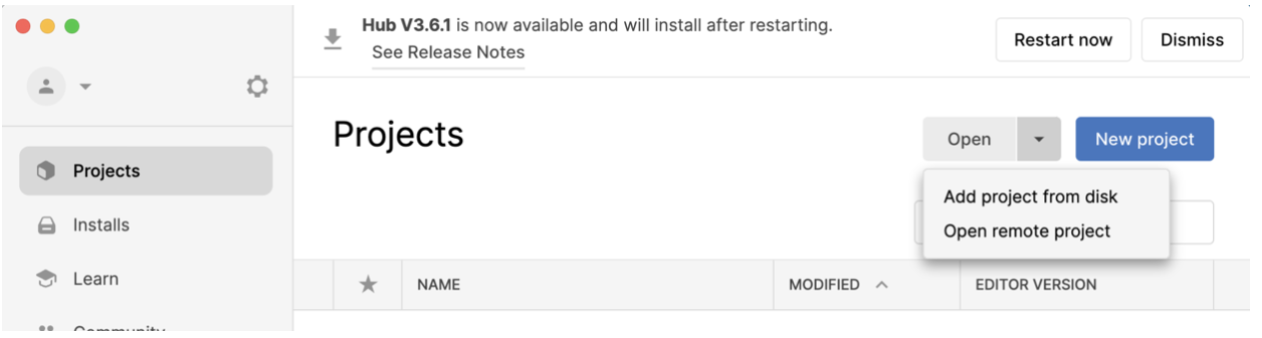 Hub V3.6.1 is now available and will install after restarting.
See Release Notes
Restart now
Dismiss
Projects
Installs
Learn
Community
Projects
Open
New project
Add project from disk
Open remote project
NAME
MODIFIED
EDITOR VERSION